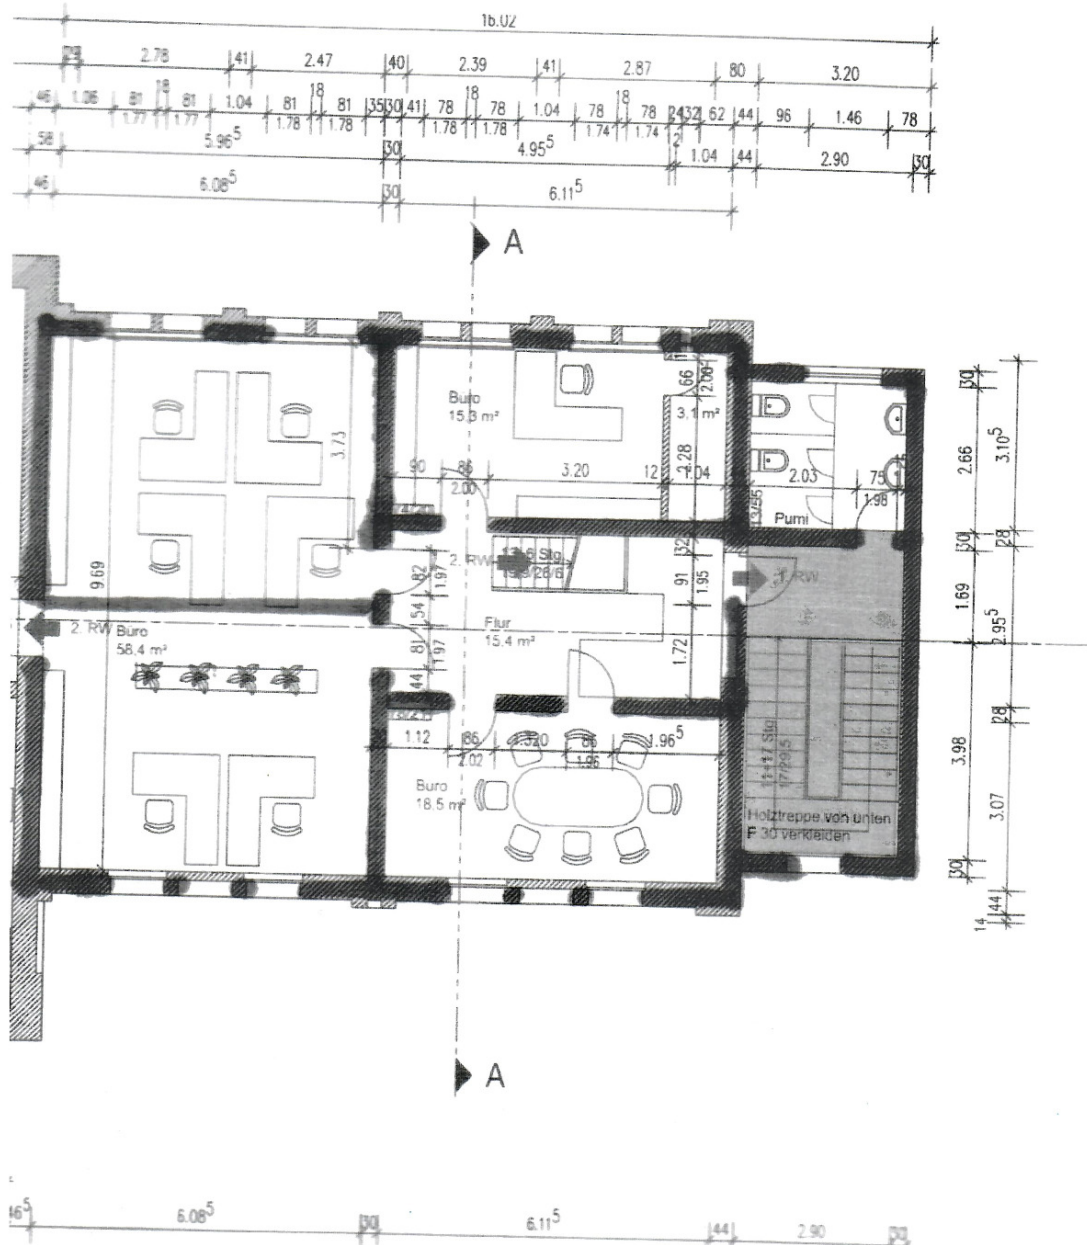 16.02
29 2.78 41 2.47 40 2.39 41 2.87 80 3.20
46 1.06 81 18 81 1.04 81 18 81 35 30 41 78 18 78 1.04 78 18 78 24 32 62 44 96 1.46 78
1.77 1.77 1.78 1.78 1.78 1.78 1.74 1.74 2
58 5.96⁵ 30 4.95⁵ 1.04 44 2.90 30
46 6.08⁵ 30 6.11⁵
A
Büro
15.3 m²
66
2.00
3.1 m²
30
3.73
2.28
2.66
3.10⁵
90 86 3.20 12 1.04
2.00
2.03 75
1.98
Pumi
2. RW
Stg
32
30
28
9.69
82
1.97
91
1.95
1. RW
1.69
2.95⁵
54
2. RW Büro
58,4 m²
Flur
15.4 m²
81
1.97
1.72
44
28
1.12 86 86 1.96⁵
2.02 1.96
Büro
18.5 m²
17 Stg
17/29,5
3.98
3.07
Holztreppe von unten
F 30 verkleiden
30
44
14
A
46⁵ 6.08⁵ 30 6.11⁵ 44 2.90 30